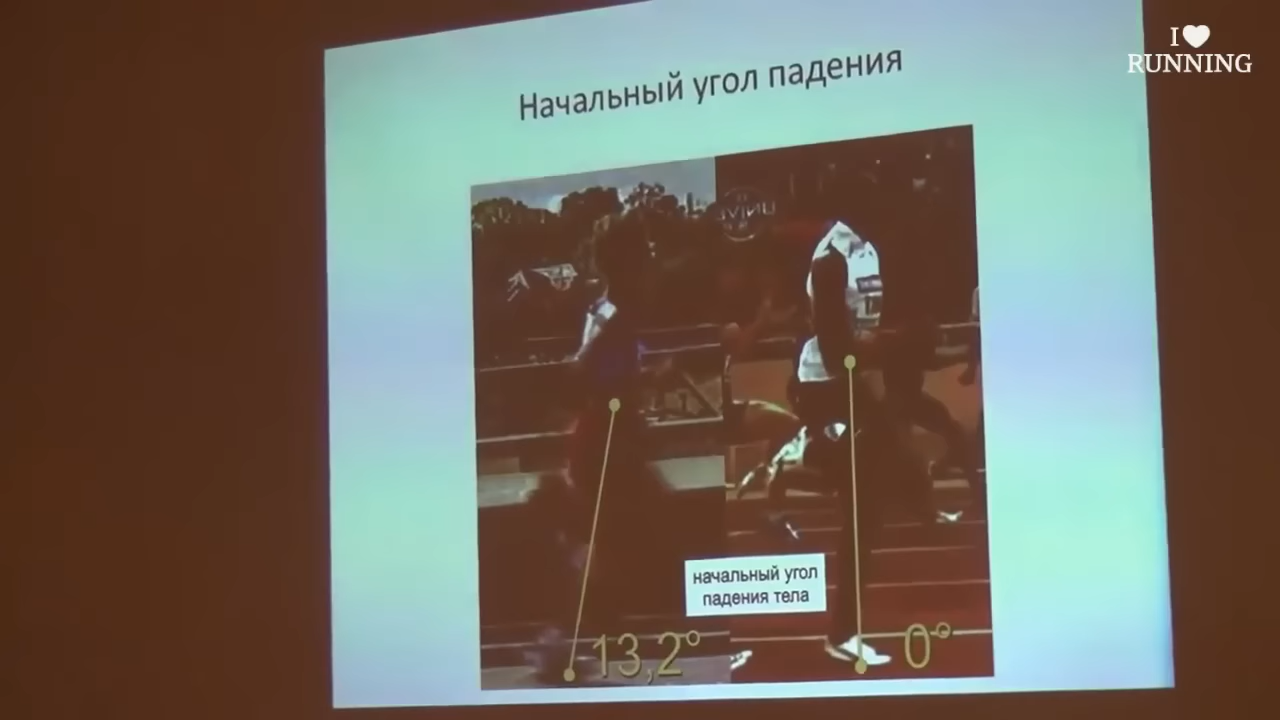 I ♥
RUNNING
Начальный угол падения
начальный угол
падения тела
13,2°
0°